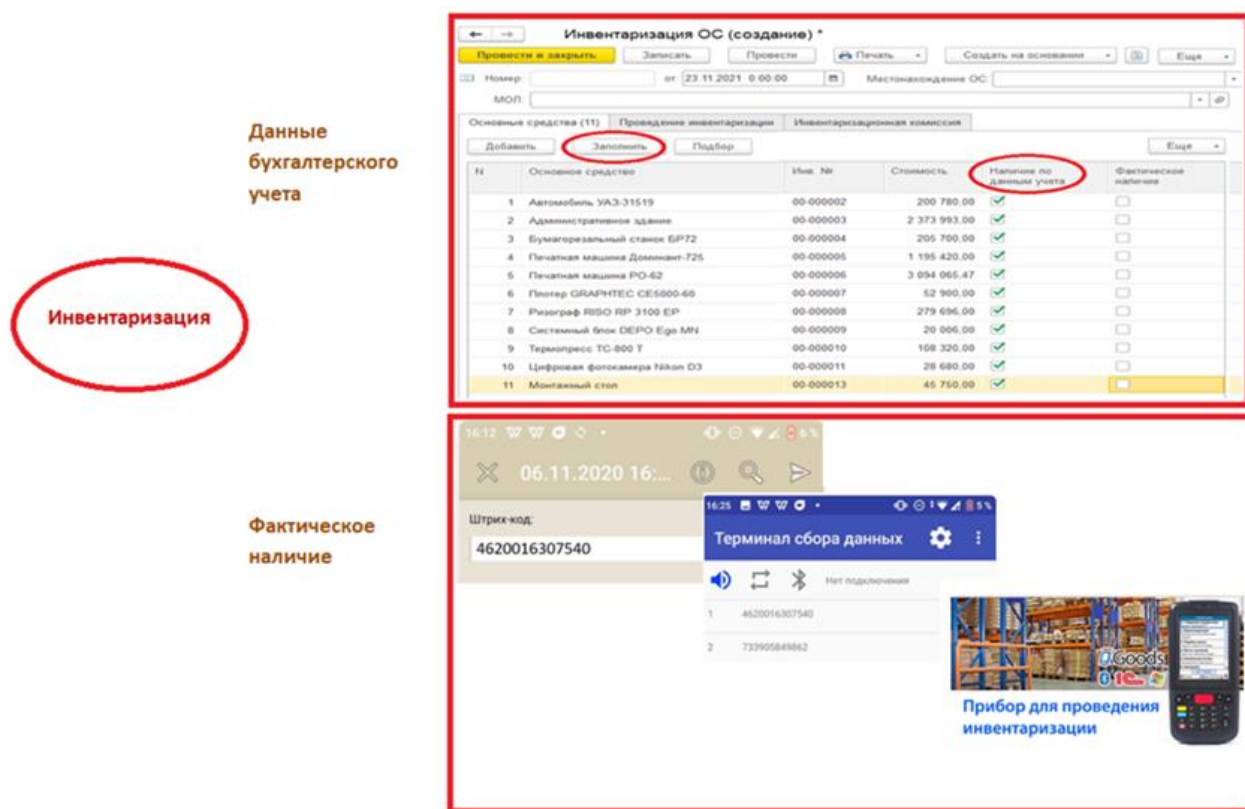 Инвентаризация ОС (создание) *
Провести и закрыть Записать Провести Печать Создать на основании Еще
Номер: от: 23.11.2021 0:00:00 Местонахождение ОС:
МОЛ:
Основные средства (11) Проведение инвентаризации Инвентаризационная комиссия
Добавить Заполнить Подбор Еще
N Основное средство Инв. № Стоимость Наличие по данным учета Фактическое наличие
1 Автомобиль УАЗ-31519 00-000002 200 780,00
2 Административное здание 00-000003 2 373 993,00
3 Бумагорезальный станок БР72 00-000004 205 700,00
4 Печатная машина Доминант-725 00-000005 1 195 420,00
5 Печатная машина РО-62 00-000006 3 094 065,47
6 Плотер GRAPHTEC CE5000-60 00-000007 52 900,00
7 Ризограф RISO RP 3100 EP 00-000008 279 696,00
8 Системный блок DEPO Ego MN 00-000009 20 006,00
9 Термопресс ТС-800 Т 00-000010 108 320,00
10 Цифровая фотокамера Nikon D3 00-000011 28 680,00
11 Монтажный стол 00-000013 45 750,00
Данные
бухгалтерского
учета
Инвентаризация
Фактическое
наличие
16:12 6%
06.11.2020 16:...
Штрих-код:
4620016307540
16:25 5%
Терминал сбора данных
Нет подключения
1 4620016307540
2 733905849862
Goods
1С
Прибор для проведения
инвентаризации